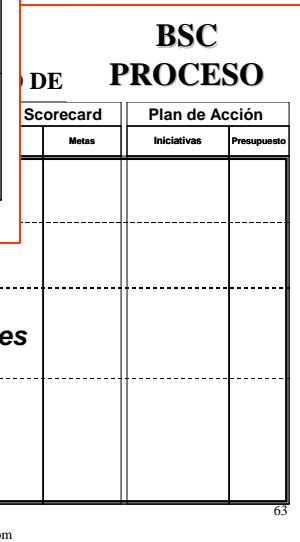 BSC
DE PROCESO
Scorecard Plan de Acción
Metas Iniciativas Presupuesto
es
63
om